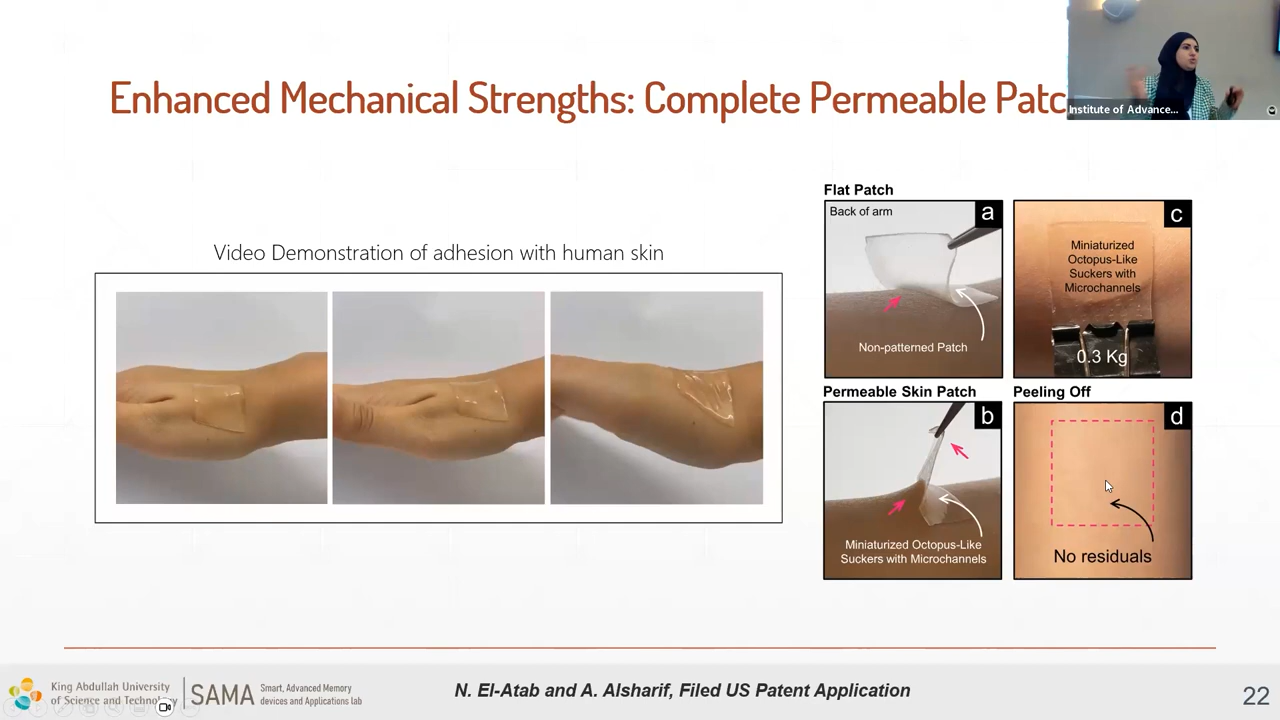 Enhanced Mechanical Strengths: Complete Permeable Patc
Institute of Advance...
Video Demonstration of adhesion with human skin
Flat Patch
Back of arm
a
Non-patterned Patch
c
Miniaturized
Octopus-Like
Suckers with
Microchannels
0.3 Kg
Permeable Skin Patch
b
Miniaturized Octopus-Like
Suckers with Microchannels
Peeling Off
d
No residuals
King Abdullah University
of Science and Technology
SAMA
Smart, Advanced Memory
devices and Applications lab
N. El-Atab and A. Alsharif, Filed US Patent Application
22